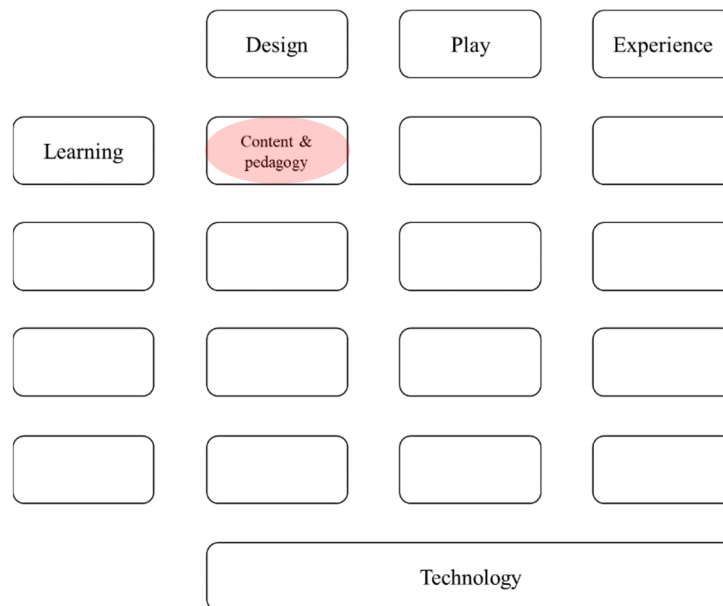 Design
Play
Experience
Learning
Content &
pedagogy
Technology